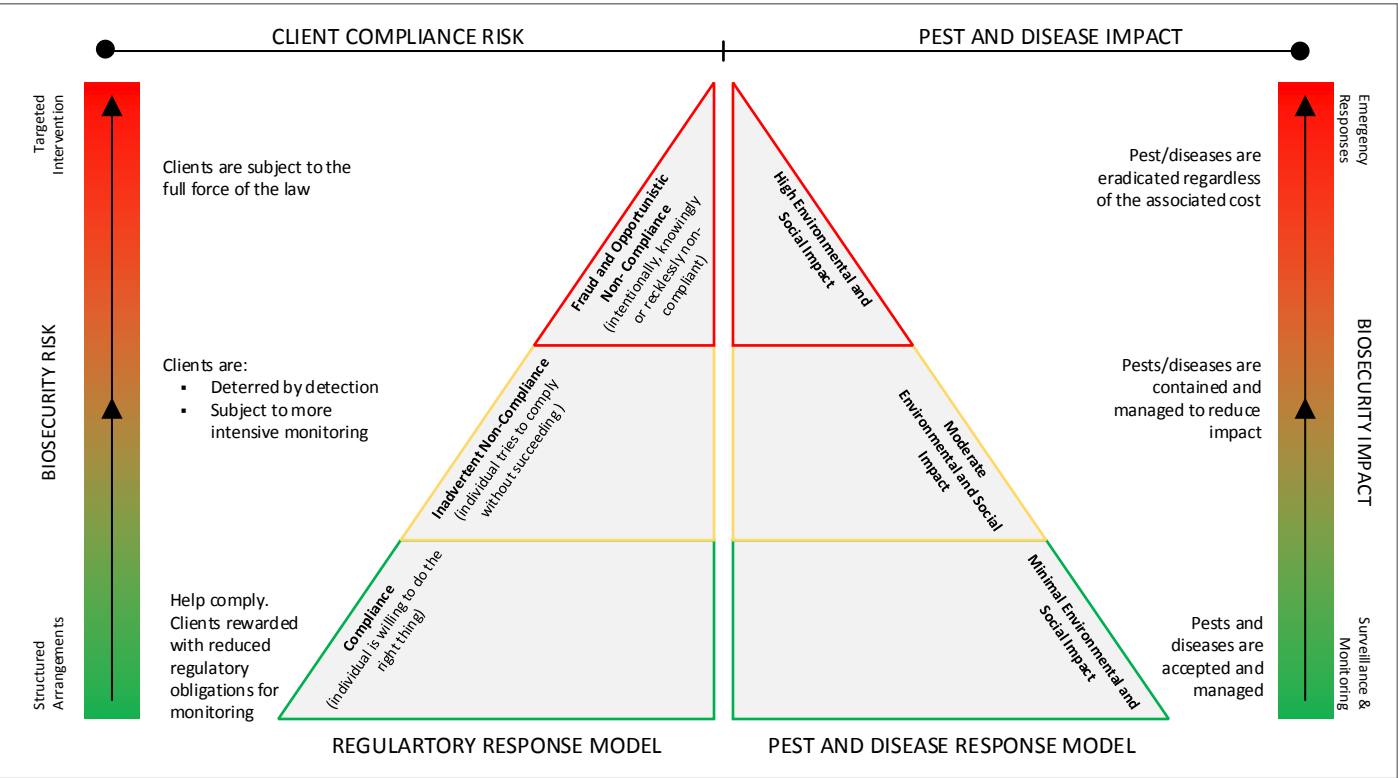 CLIENT COMPLIANCE RISK
PEST AND DISEASE IMPACT
Targeted
Intervention
BIOSECURITY RISK
Structured
Arrangements
Clients are subject to the
full force of the law
Clients are:
▪ Deterred by detection
▪ Subject to more
intensive monitoring
Help comply.
Clients rewarded
with reduced
regulatory
obligations for
monitoring
Fraud and Opportunistic
Non- Compliance
(intentionally, knowingly
or recklessly non-
compliant)
Inadvertent Non-Compliance
(individual tries to comply
without succeeding )
Compliance
(individual is willing to do the
right thing)
High Environmental and
Social Impact
Moderate
Environmental and Social
Impact
Minimal Environmental and
Social Impact
Pest/diseases are
eradicated regardless
of the associated cost
Pests/diseases are
contained and
managed to reduce
impact
Pests and
diseases are
accepted and
managed
Emergency
Responses
BIOSECURITY IMPACT
Surveillance &
Monitoring
REGULARTORY RESPONSE MODEL
PEST AND DISEASE RESPONSE MODEL